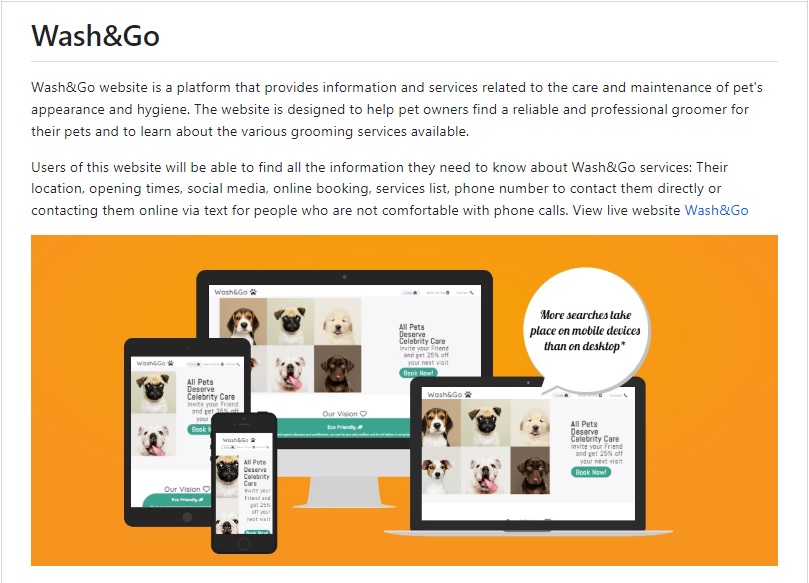 Wash&Go
Wash&Go website is a platform that provides information and services related to the care and maintenance of pet's
appearance and hygiene. The website is designed to help pet owners find a reliable and professional groomer for
their pets and to learn about the various grooming services available.
Users of this website will be able to find all the information they need to know about Wash&Go services: Their
location, opening times, social media, online booking, services list, phone number to contact them directly or
contacting them online via text for people who are not comfortable with phone calls. View live website Wash&Go
Wash&Go
All Pets
Deserve
Celebrity Care
Invite your Friend
and get 25% off
your next visit
Book Now!
Our Vision
Eco Friendly
More searches take
place on mobile devices
than on desktop*
Wash&Go
All Pets
Deserve
Celebrity Care
Invite your Friend
and get 25% off
your next visit
Book N
Our Vision
Eco Friendly
Wash&Go
All Pets
Deserve
Celebrity
Care
Invite your
Friend and
get 25% off
your next
visit
Wash&Go
All Pets
Deserve
Celebrity Care
Invite your Friend
and get 25% off
your next visit
Book Now!